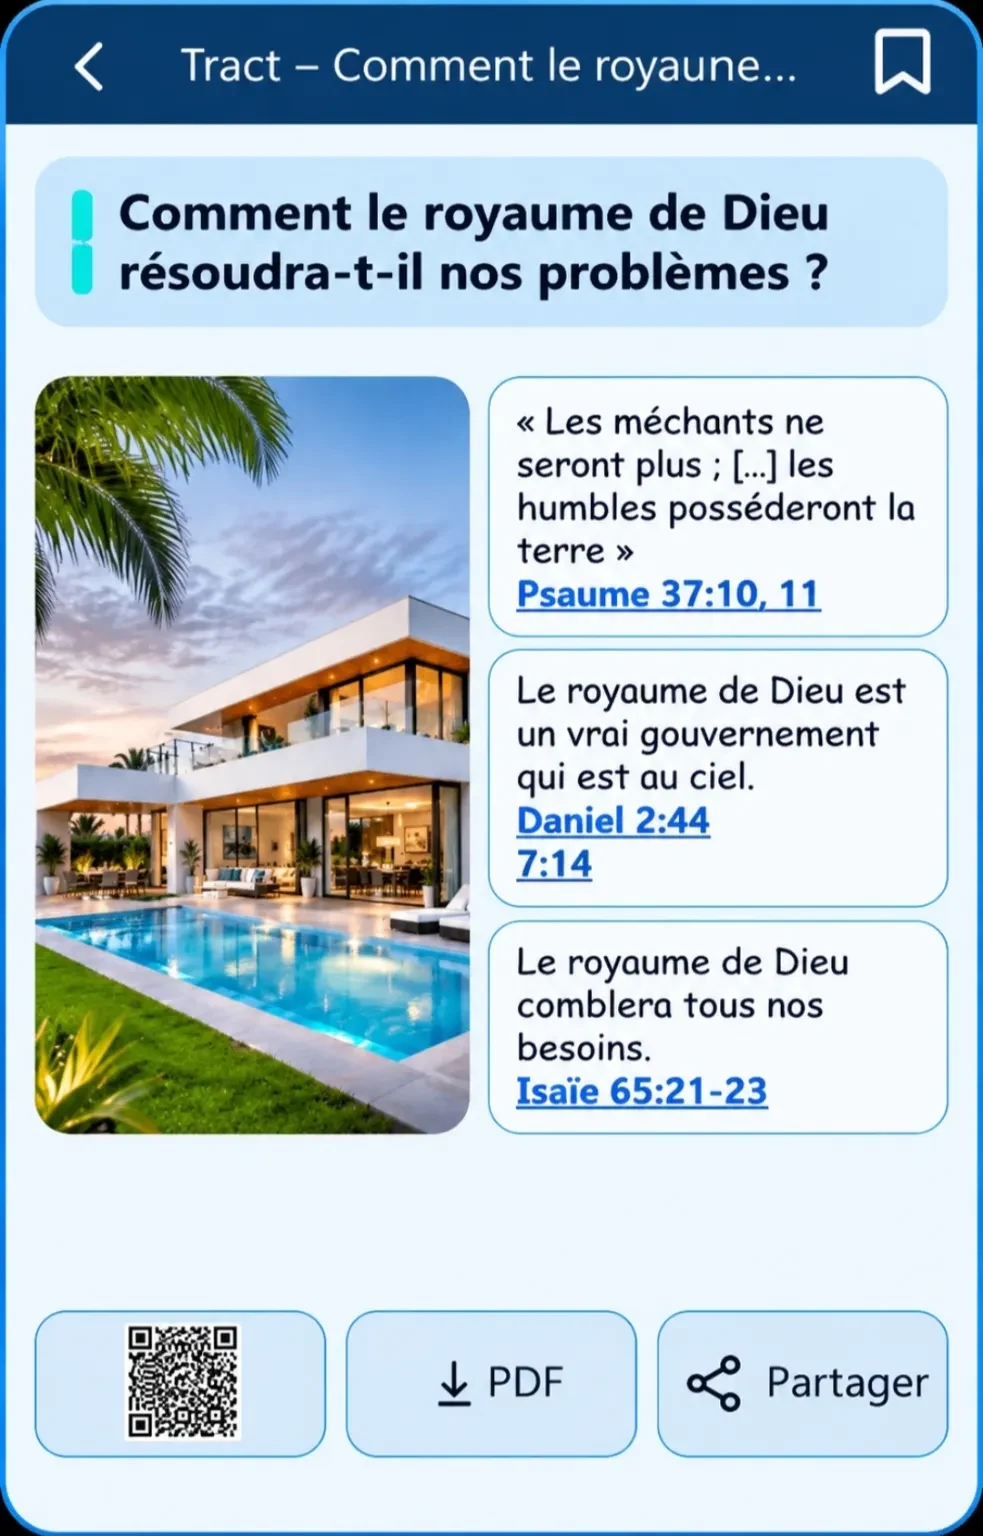 Tract – Comment le royaune...
Comment le royaume de Dieu
résoudra-t-il nos problèmes ?
« Les méchants ne
seront plus ; [...] les
humbles posséderont la
terre »
Psaume 37:10, 11
Le royaume de Dieu est
un vrai gouvernement
qui est au ciel.
Daniel 2:44
7:14
Le royaume de Dieu
comblera tous nos
besoins.
Isaïe 65:21-23
PDF
Partager